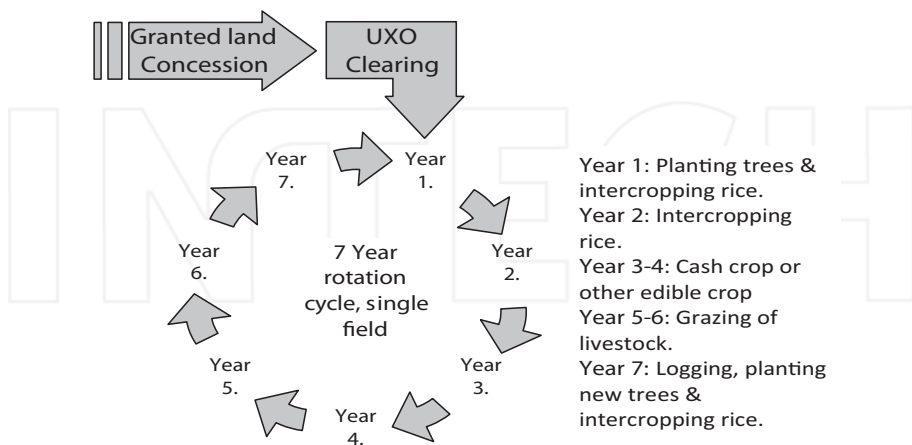 Granted land
Concession
UXO
Clearing
Year
1.
Year
2.
Year
3.
Year
4.
Year
5.
Year
6.
Year
7.
7 Year
rotation
cycle, single
field
Year 1: Planting trees &
intercropping rice.
Year 2: Intercropping
rice.
Year 3-4: Cash crop or
other edible crop
Year 5-6: Grazing of
livestock.
Year 7: Logging, planting
new trees &
intercropping rice.
INTECH